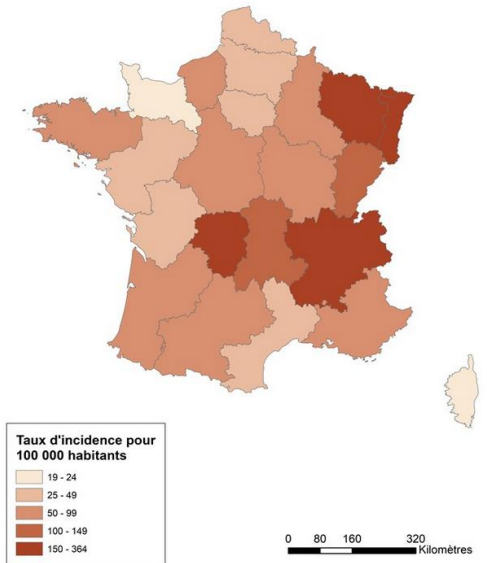 Taux d'incidence pour
100 000 habitants
19 - 24
25 - 49
50 - 99
100 - 149
150 - 364
0 80 160 320
Kilomètres